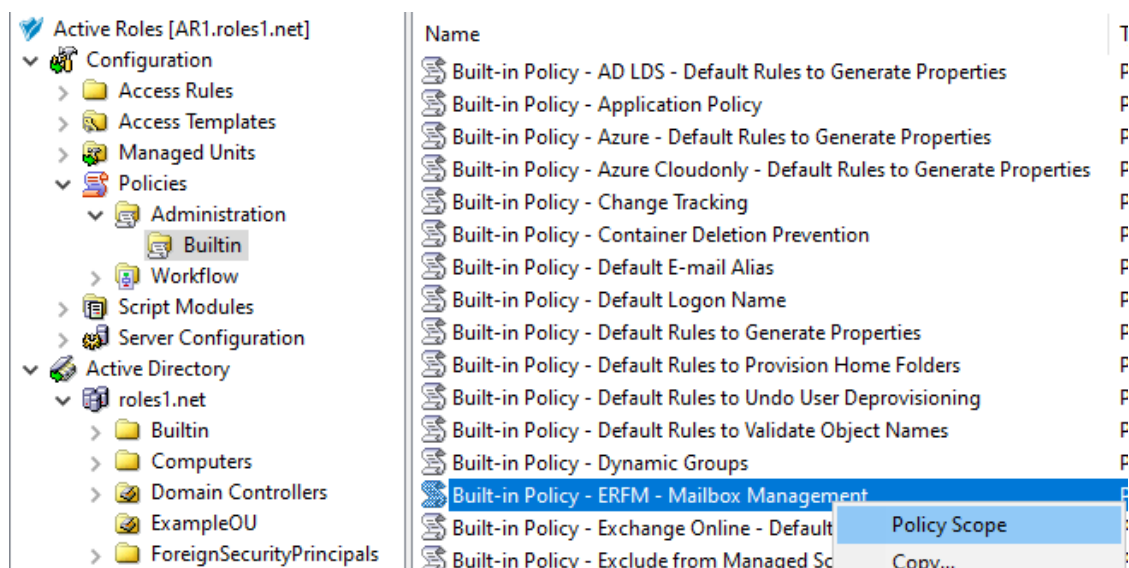 Active Roles [AR1.roles1.net]
Configuration
Access Rules
Access Templates
Managed Units
Policies
Administration
Builtin
Workflow
Script Modules
Server Configuration
Active Directory
roles1.net
Builtin
Computers
Domain Controllers
ExampleOU
ForeignSecurityPrincipals
Name
Built-in Policy - AD LDS - Default Rules to Generate Properties
Built-in Policy - Application Policy
Built-in Policy - Azure - Default Rules to Generate Properties
Built-in Policy - Azure Cloudonly - Default Rules to Generate Properties
Built-in Policy - Change Tracking
Built-in Policy - Container Deletion Prevention
Built-in Policy - Default E-mail Alias
Built-in Policy - Default Logon Name
Built-in Policy - Default Rules to Generate Properties
Built-in Policy - Default Rules to Provision Home Folders
Built-in Policy - Default Rules to Undo User Deprovisioning
Built-in Policy - Default Rules to Validate Object Names
Built-in Policy - Dynamic Groups
Built-in Policy - ERFM - Mailbox Management
Built-in Policy - Exchange Online - Default
Built-in Policy - Exclude from Managed Sc
Policy Scope
Copy...